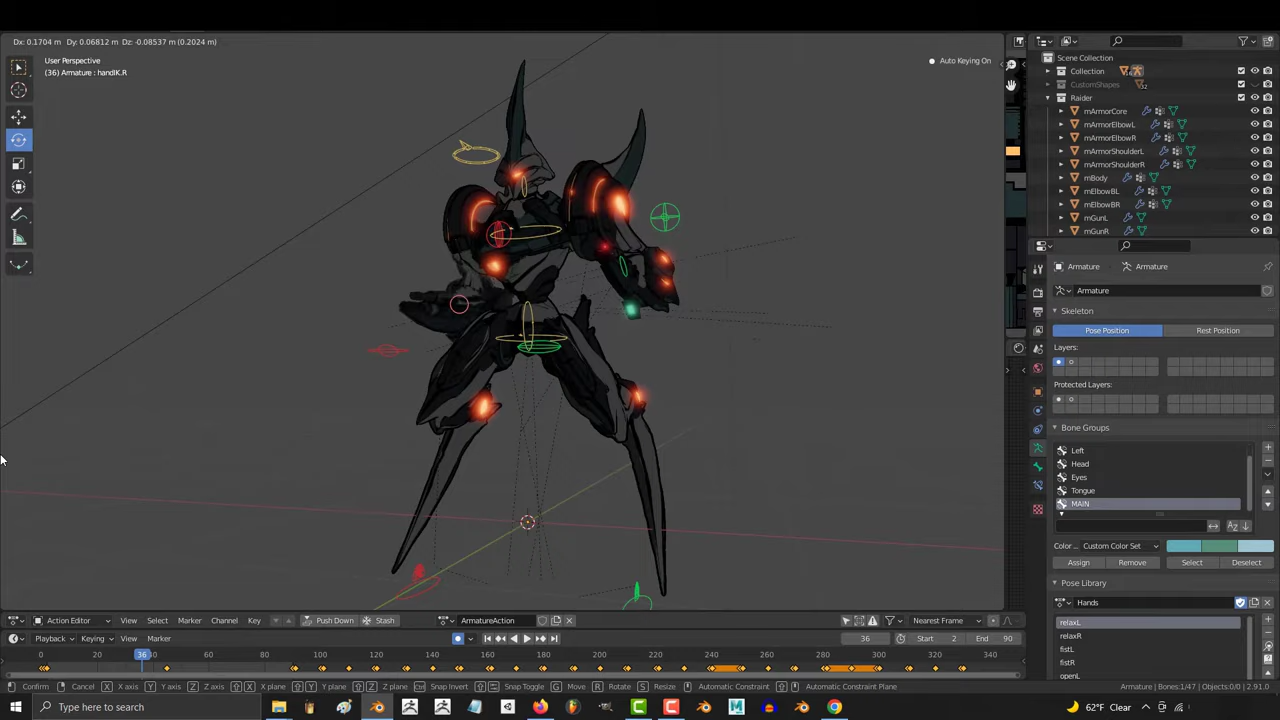 Dx: 0.1704 m  Dy: 0.06812 m  Dz: -0.08537 m (0.2024 m)
User Perspective
(36) Armature : handIK.R
Auto Keying On
Scene Collection
Collection
CustomShapes
Raider
mArmorCore
mArmorElbowL
mArmorElbowR
mArmorShoulderL
mArmorShoulderR
mBody
mElbowBL
mElbowBR
mGunL
mGunR
Armature  Armature
Armature
Skeleton
Pose Position  Rest Position
Layers:
Protected Layers:
Bone Groups
Left
Head
Eyes
Tongue
MAIN
Color ...  Custom Color Set
Assign  Remove  Select  Deselect
Pose Library
Hands
relaxL
relaxR
fistL
fistR
openL
Action Editor  View  Select  Marker  Channel  Key  Push Down  Stash  ArmatureAction  Nearest Frame
Playback  Keying  View  Marker  36  Start  2  End  90
0  20  36  60  80  100  120  140  160  180  200  220  240  260  280  300  320  340
Confirm  Cancel  X  X axis  Y  Y axis  Z  Z axis  X  X plane  Y  Y plane  Z  Z plane  Ctrl  Snap Invert  Snap Toggle  G  Move  R  Rotate  S  Resize  Automatic Constraint  Automatic Constraint Plane  Armature | Bones:1/47 | Objects:0/0 | 2.91.0
Type here to search  62°F Clear